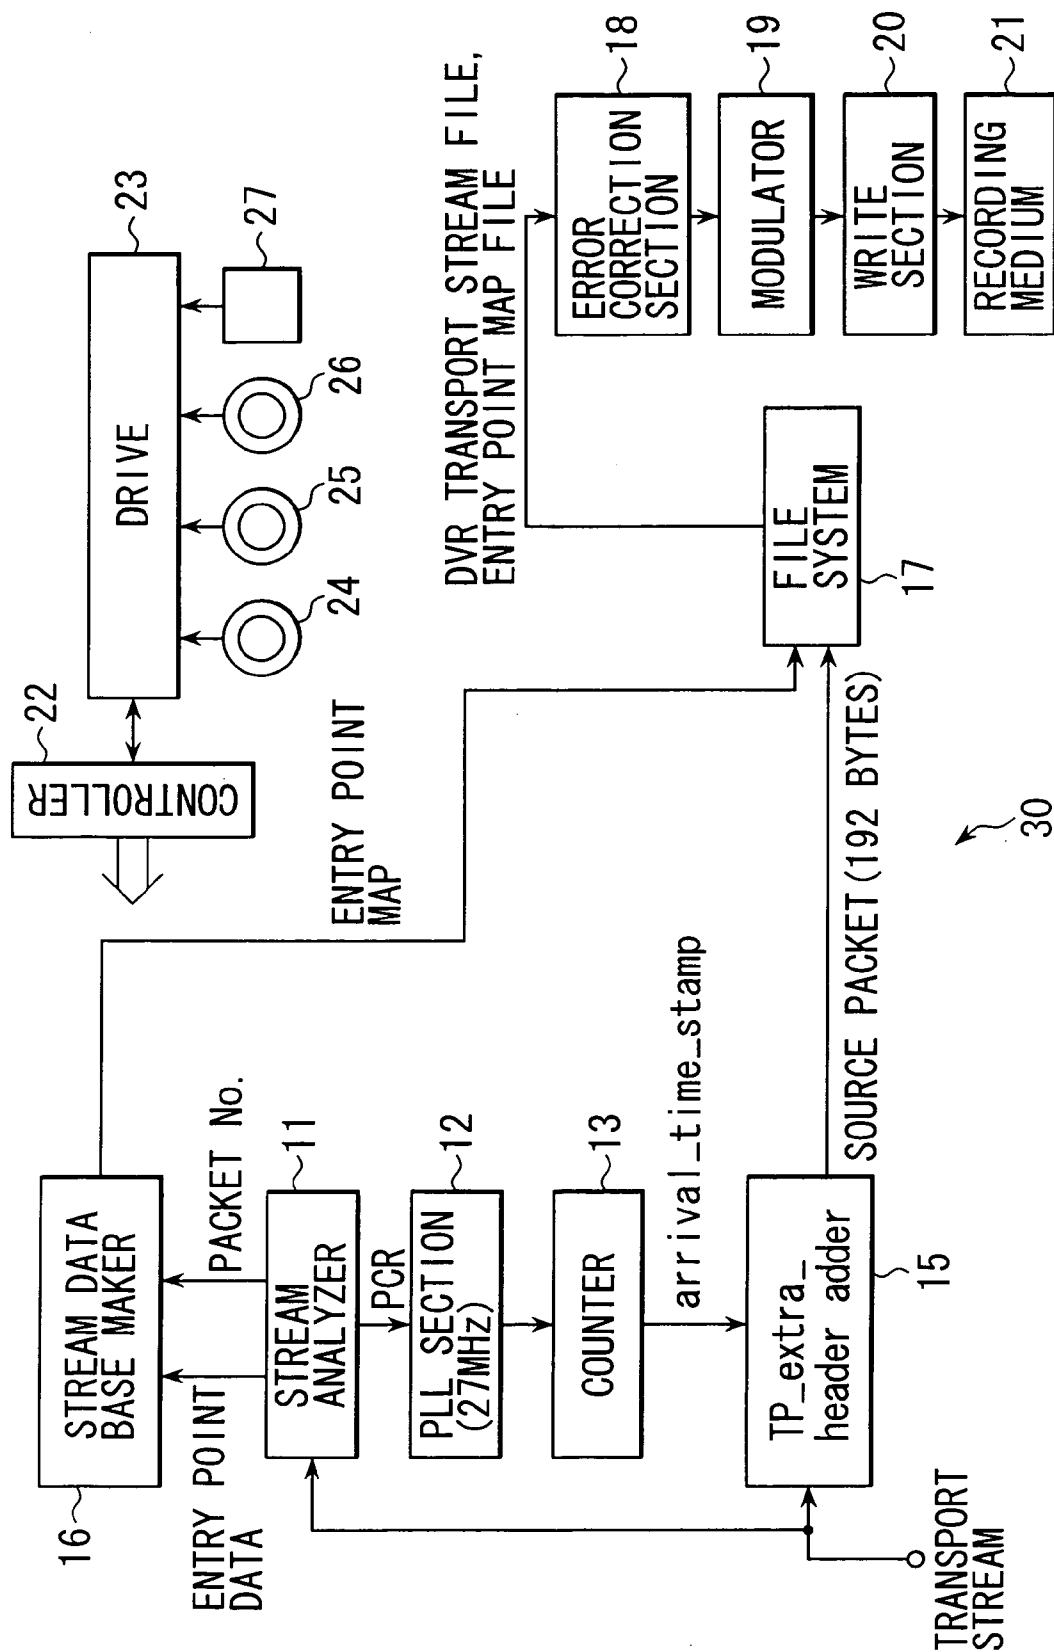 TRANSPORT
STREAM
16
STREAM DATA
BASE MAKER
ENTRY POINT
DATA
PACKET No.
STREAM
ANALYZER
11
PCR
PLL SECTION
(27MHz)
12
COUNTER
13
arrival_time_stamp
TP_extra_
header adder
15
ENTRY POINT
MAP
SOURCE PACKET (192 BYTES)
30
CONTROLLER
22
DRIVE
23
24
25
26
27
FILE
SYSTEM
17
DVR TRANSPORT STREAM FILE,
ENTRY POINT MAP FILE
ERROR
CORRECTION
SECTION
18
MODULATOR
19
WRITE
SECTION
20
RECORDING
MEDIUM
21